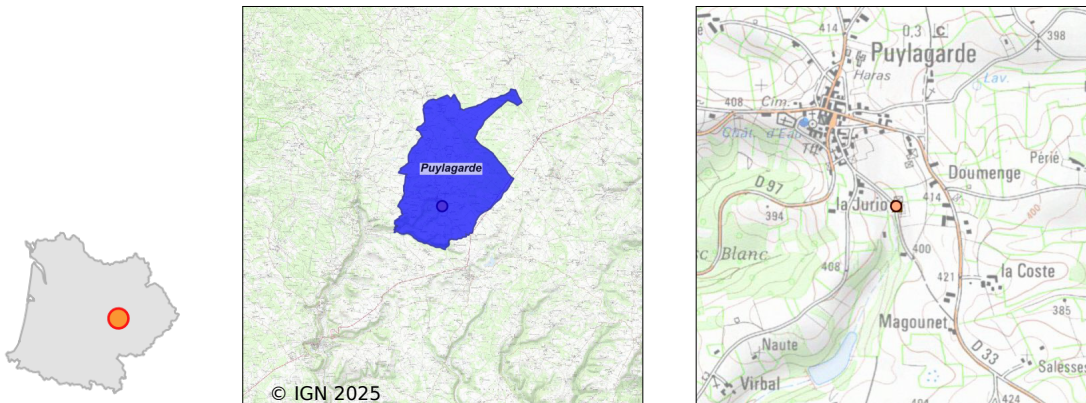 Puylagarde
© IGN 2025
414
0,3
C
398
Puylagarde
Haras
Lav.
408
Cim.
Chât. d'Eau
Doumenge
Périé
D 97
la Jurio
414
394
400
400
Blanc
408
421
la Coste
385
Magounet
Naute
D 33
Salesses
Virbal
424